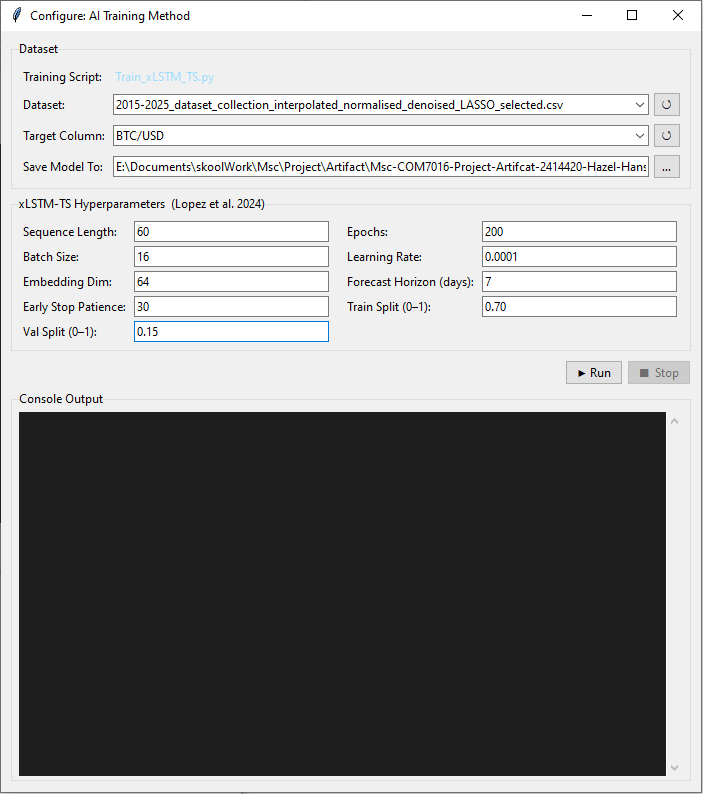 Configure: AI Training Method
Dataset
Training Script: Train_xLSTM_TS.py
Dataset: 2015-2025_dataset_collection_interpolated_normalised_denoised_LASSO_selected.csv
Target Column: BTC/USD
Save Model To: E:\Documents\skoolWork\Msc\Project\Artifact\Msc-COM7016-Project-Artifcat-2414420-Hazel-Hans ...
xLSTM-TS Hyperparameters (Lopez et al. 2024)
Sequence Length: 60 Epochs: 200
Batch Size: 16 Learning Rate: 0.0001
Embedding Dim: 64 Forecast Horizon (days): 7
Early Stop Patience: 30 Train Split (0–1): 0.70
Val Split (0–1): 0.15
► Run ■ Stop
Console Output